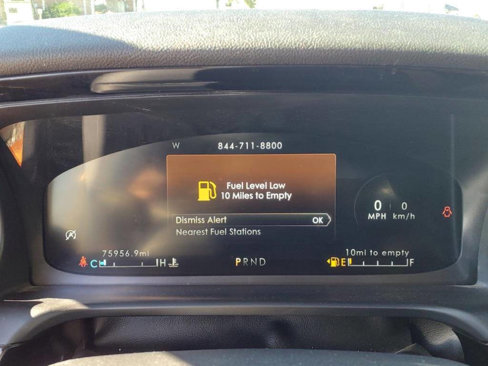 W 844-711-8800
Fuel Level Low
10 Miles to Empty
Dismiss Alert OK
Nearest Fuel Stations
0 0
MPH km/h
75956.9mi 10mi to empty
C H PRND E F